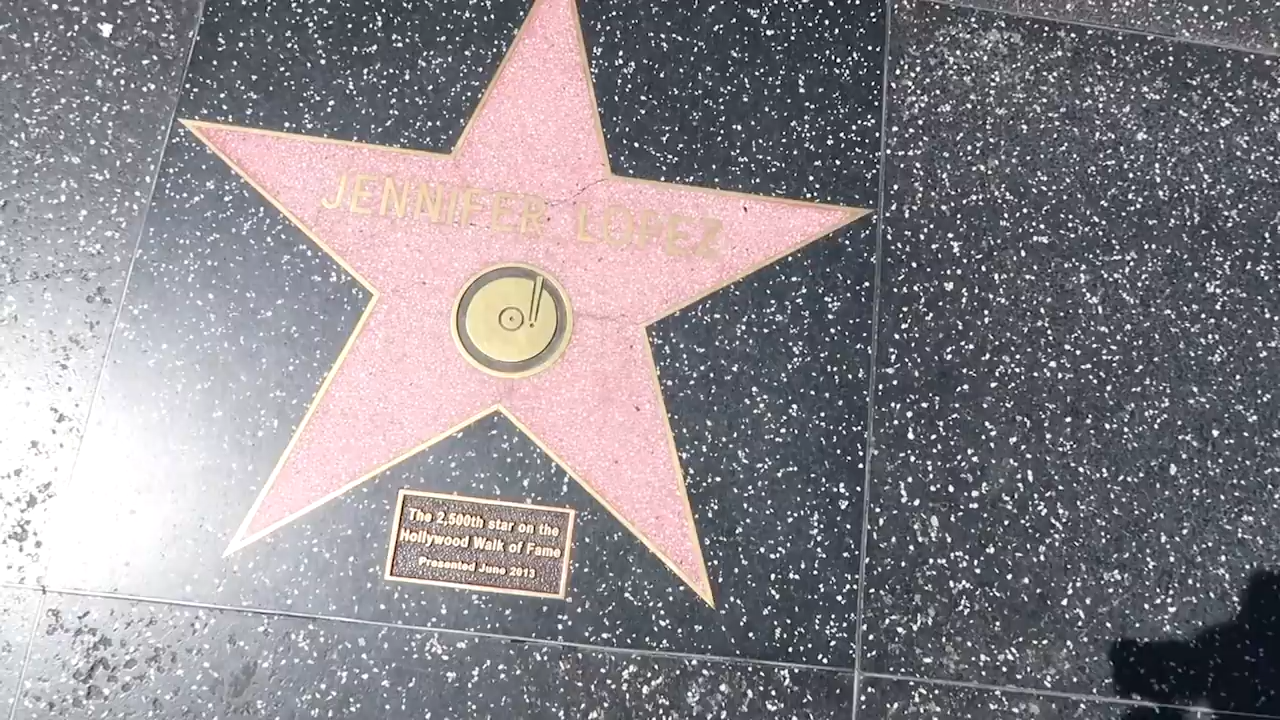 JENNIFER LOPEZ
The 2,500th star on the
Hollywood Walk of Fame
Presented June 2013